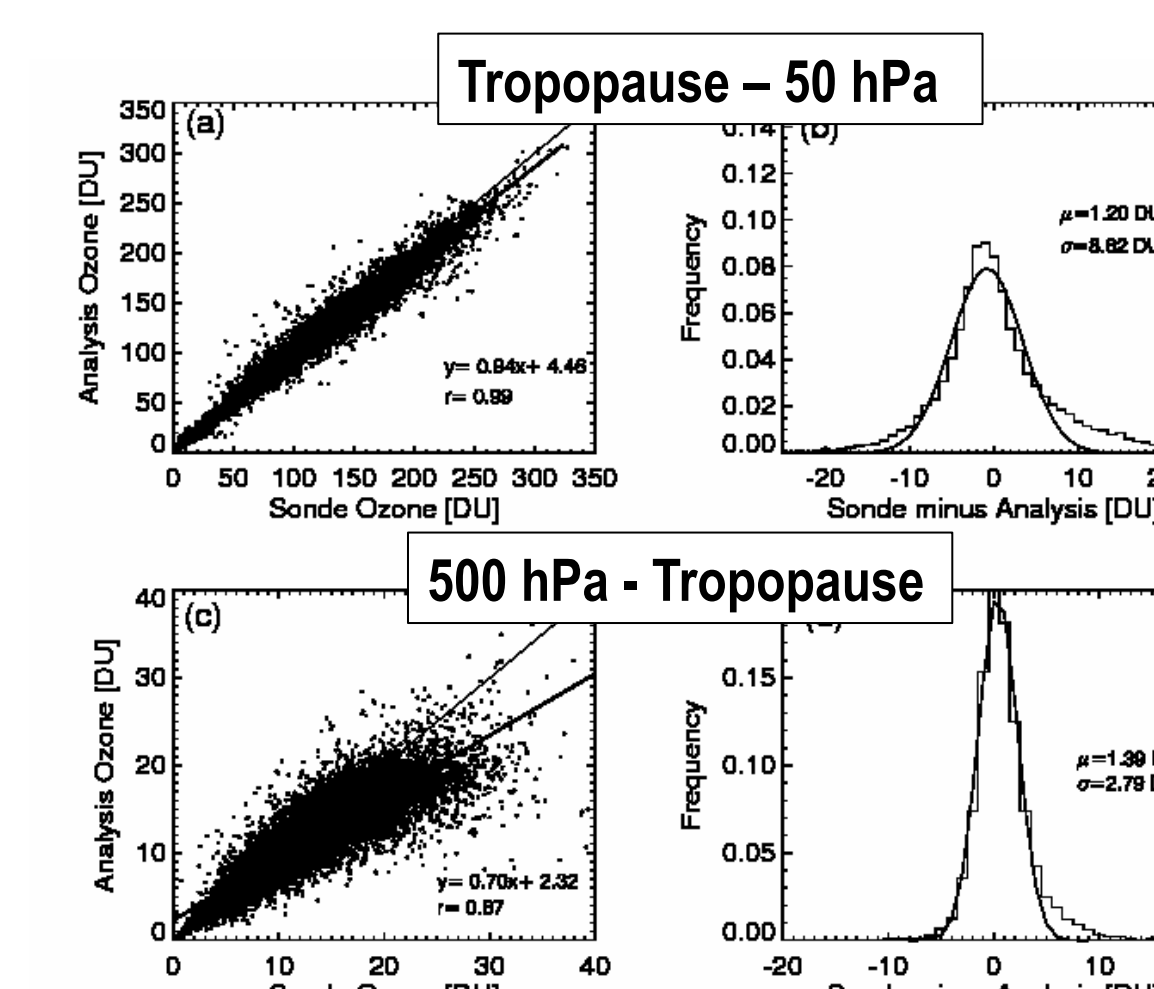 Tropopause – 50 hPa
(a)
350
300
250
200
150
100
50
0
Analysis Ozone [DU]
y= 0.94x+ 4.46
r= 0.99
0 50 100 150 200 250 300 350
Sonde Ozone [DU]
(b)
0.14
0.12
0.10
0.08
0.06
0.04
0.02
0.00
Frequency
μ=1.20 DU
σ=8.62 DU
-20 -10 0 10
Sonde minus Analysis [DU]
500 hPa - Tropopause
(c)
40
30
20
10
0
Analysis Ozone [DU]
y= 0.70x+ 2.32
r= 0.87
0 10 20 30 40
0.15
0.10
0.05
0.00
Frequency
μ=1.39
σ=2.79
-20 -10 0 10